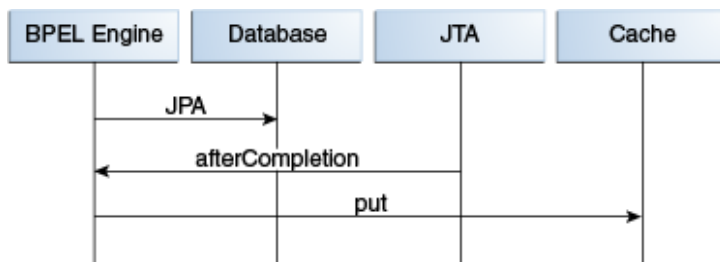 BPEL Engine
Database
JTA
Cache
JPA
afterCompletion
put